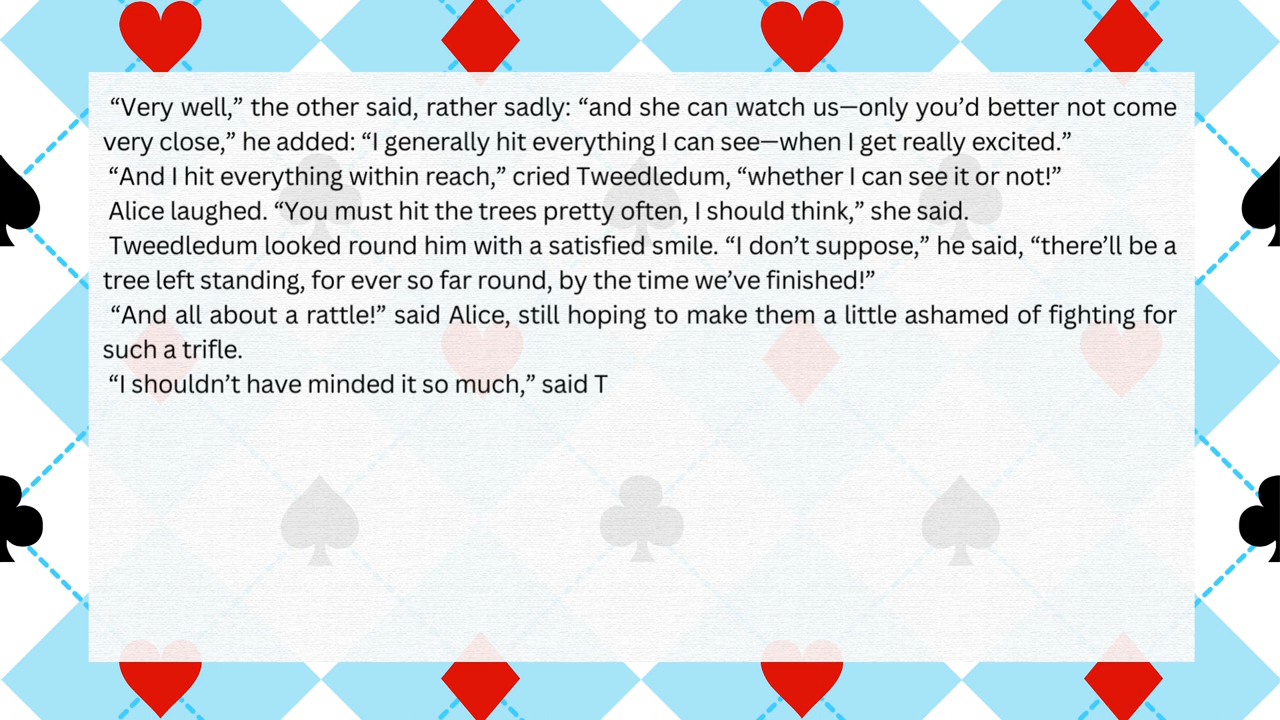 “Very well,” the other said, rather sadly: “and she can watch us—only you’d better not come
very close,” he added: “I generally hit everything I can see—when I get really excited.”
“And I hit everything within reach,” cried Tweedledum, “whether I can see it or not!”
Alice laughed. “You must hit the trees pretty often, I should think,” she said.
Tweedledum looked round him with a satisfied smile. “I don’t suppose,” he said, “there’ll be a
tree left standing, for ever so far round, by the time we’ve finished!”
“And all about a rattle!” said Alice, still hoping to make them a little ashamed of fighting for
such a trifle.
“I shouldn’t have minded it so much,” said T